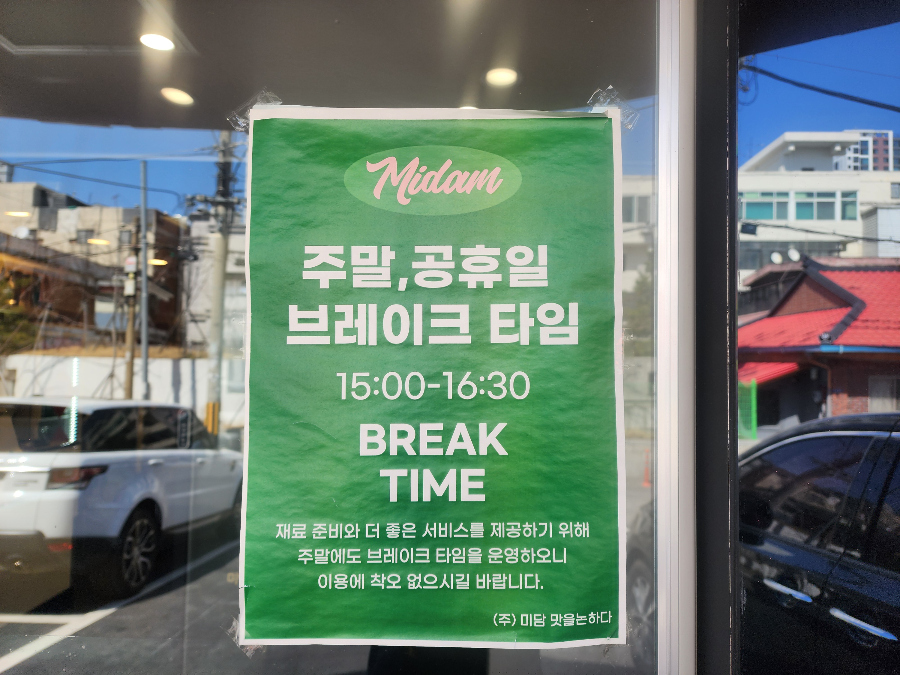 Midam
주말,공휴일
브레이크 타임
15:00-16:30
BREAK
TIME
재료 준비와 더 좋은 서비스를 제공하기 위해
주말에도 브레이크 타임을 운영하오니
이용에 착오 없으시길 바랍니다.
(주) 미담 맛을논하다